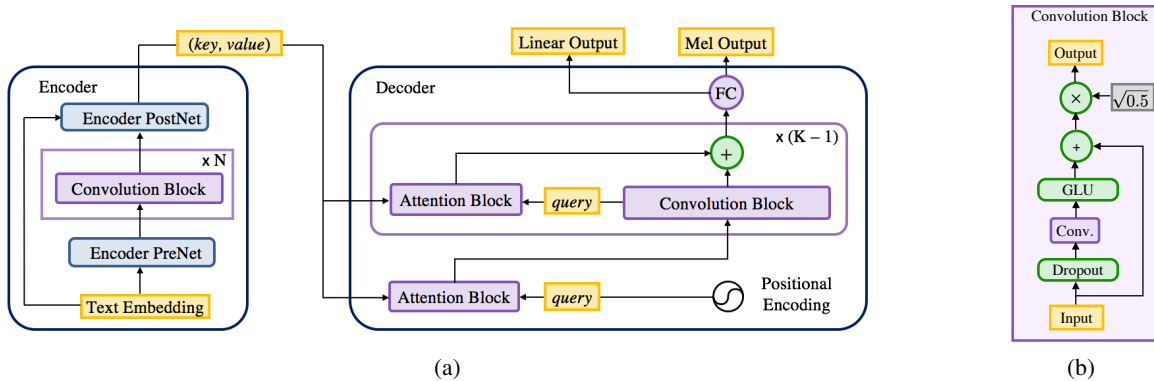 (key, value)
Encoder
Encoder PostNet
x N
Convolution Block
Encoder PreNet
Text Embedding
Linear Output
Mel Output
Decoder
FC
x (K – 1)
+
Attention Block
query
Convolution Block
Attention Block
query
Positional
Encoding
(a)
Convolution Block
Output
×
√0.5
+
GLU
Conv.
Dropout
Input
(b)